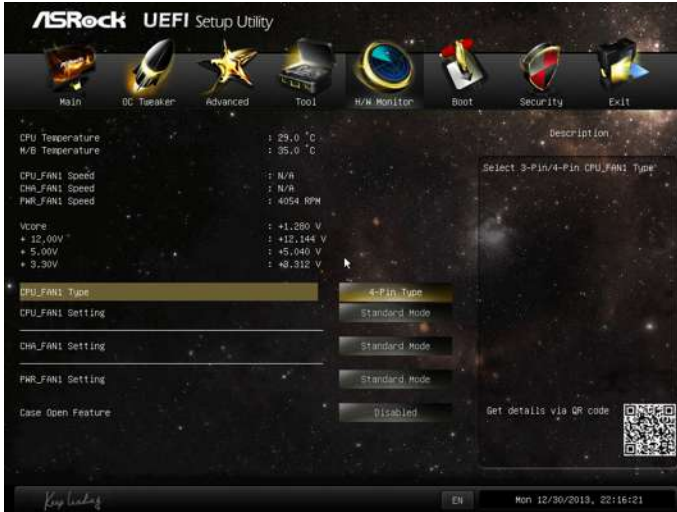 ASRock UEFI Setup Utility
Main OC Tweaker Advanced Tool H/W Monitor Boot Security Exit
CPU Temperature : 29.0 °C
M/B Temperature : 35.0 °C
CPU_FAN1 Speed : N/A
CHA_FAN1 Speed : N/A
PWR_FAN1 Speed : 4054 RPM
Vcore : +1.280 V
+ 12.00V : +12.144 V
+ 5.00V : +5.040 V
+ 3.30V : +3.312 V
CPU_FAN1 Type 4-Pin Type
CPU_FAN1 Setting Standard Mode
CHA_FAN1 Setting Standard Mode
PWR_FAN1 Setting Standard Mode
Case Open Feature Disabled
Description
Select 3-Pin/4-Pin CPU_FAN1 Type
Get details via QR code
Keep Leading
EN Mon 12/30/2013, 22:16:21